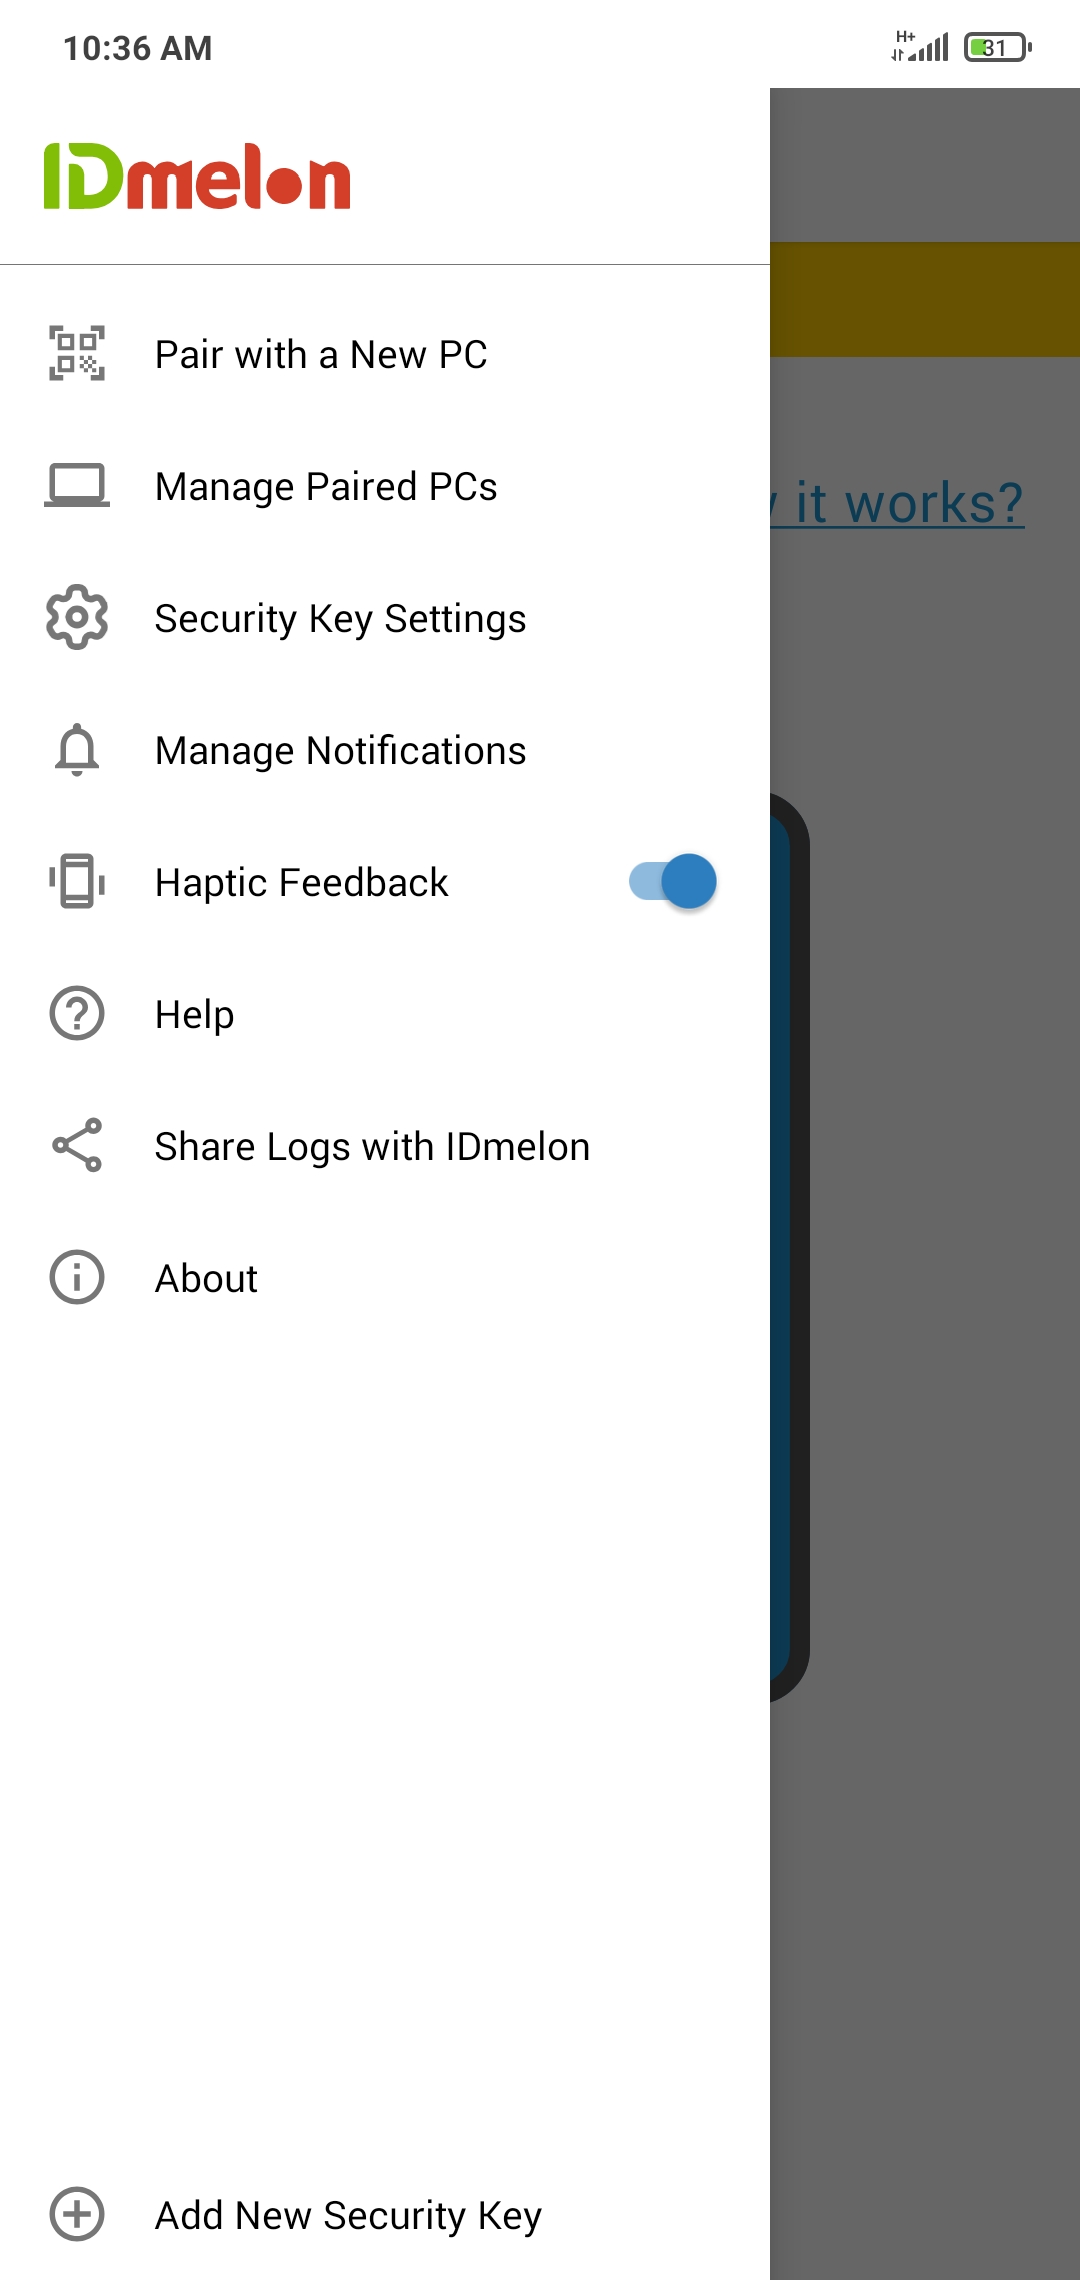 10:36 AM
H+
31
IDmelon
Pair with a New PC
Manage Paired PCs
it works?
Security Key Settings
Manage Notifications
Haptic Feedback
Help
Share Logs with IDmelon
About
Add New Security Key